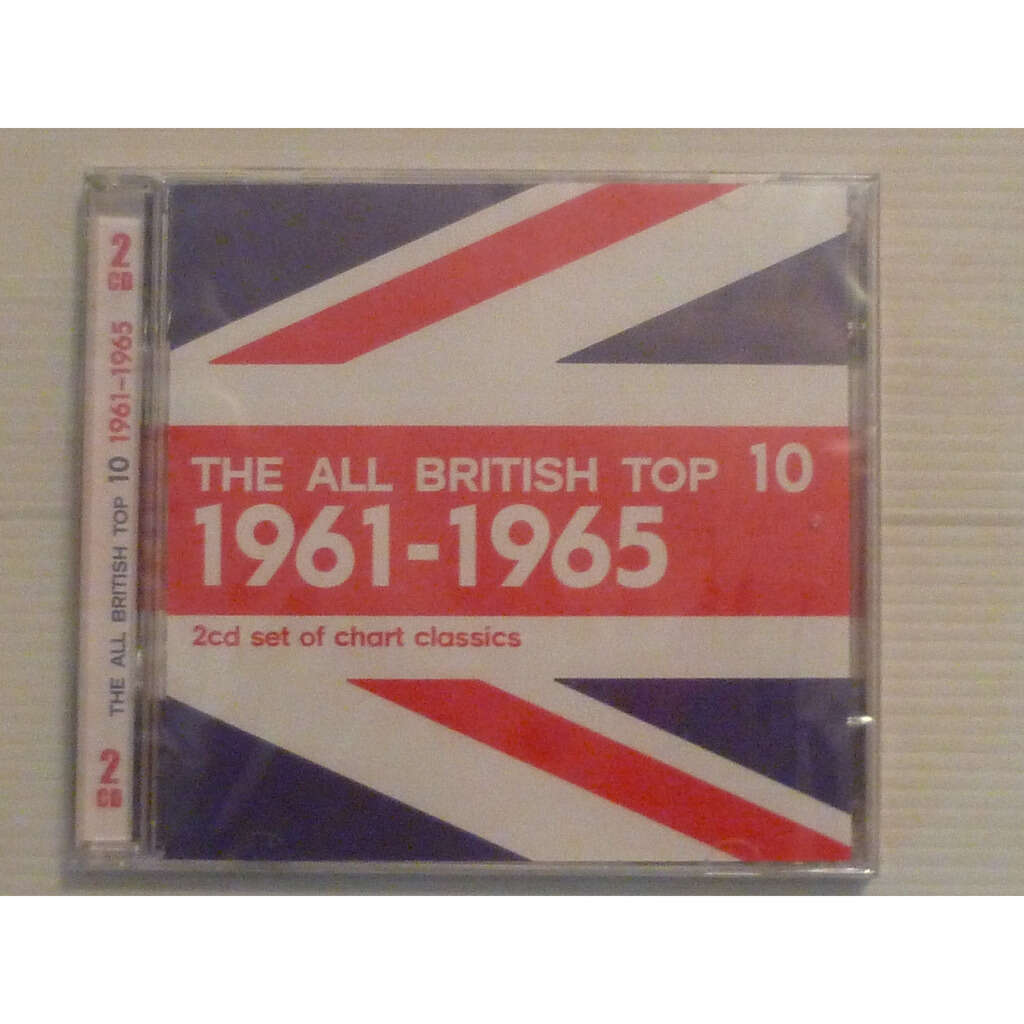 2
CD
THE ALL BRITISH TOP 10 1961-1965
2
CD
THE ALL BRITISH TOP 10
1961-1965
2cd set of chart classics